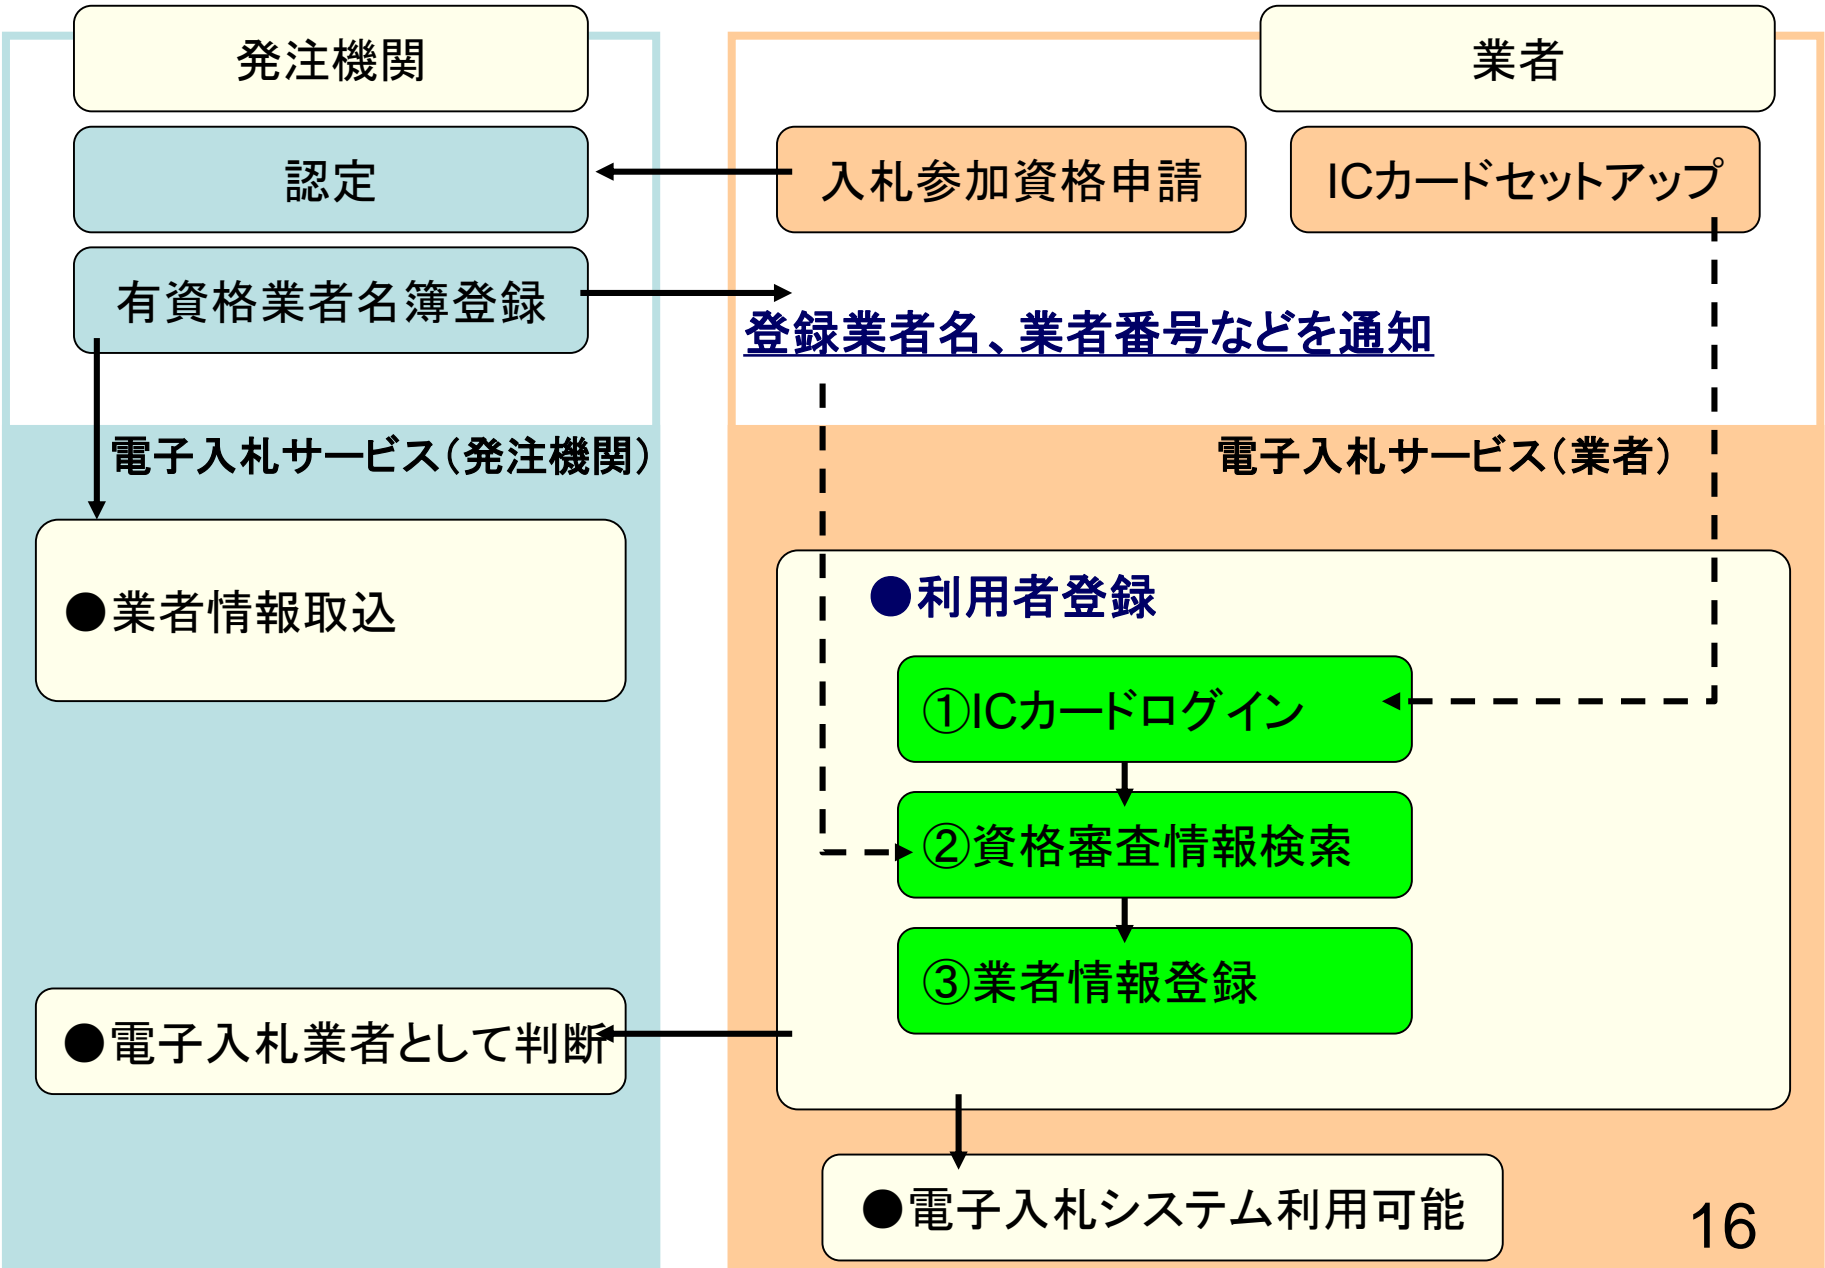 発注機関
業者
認定
入札参加資格申請
ICカードセットアップ
有資格業者名簿登録
登録業者名、業者番号などを通知
電子入札サービス（発注機関）
電子入札サービス（業者）
●業者情報取込
●利用者登録
①ICカードログイン
②資格審査情報検索
③業者情報登録
●電子入札業者として判断
●電子入札システム利用可能
16